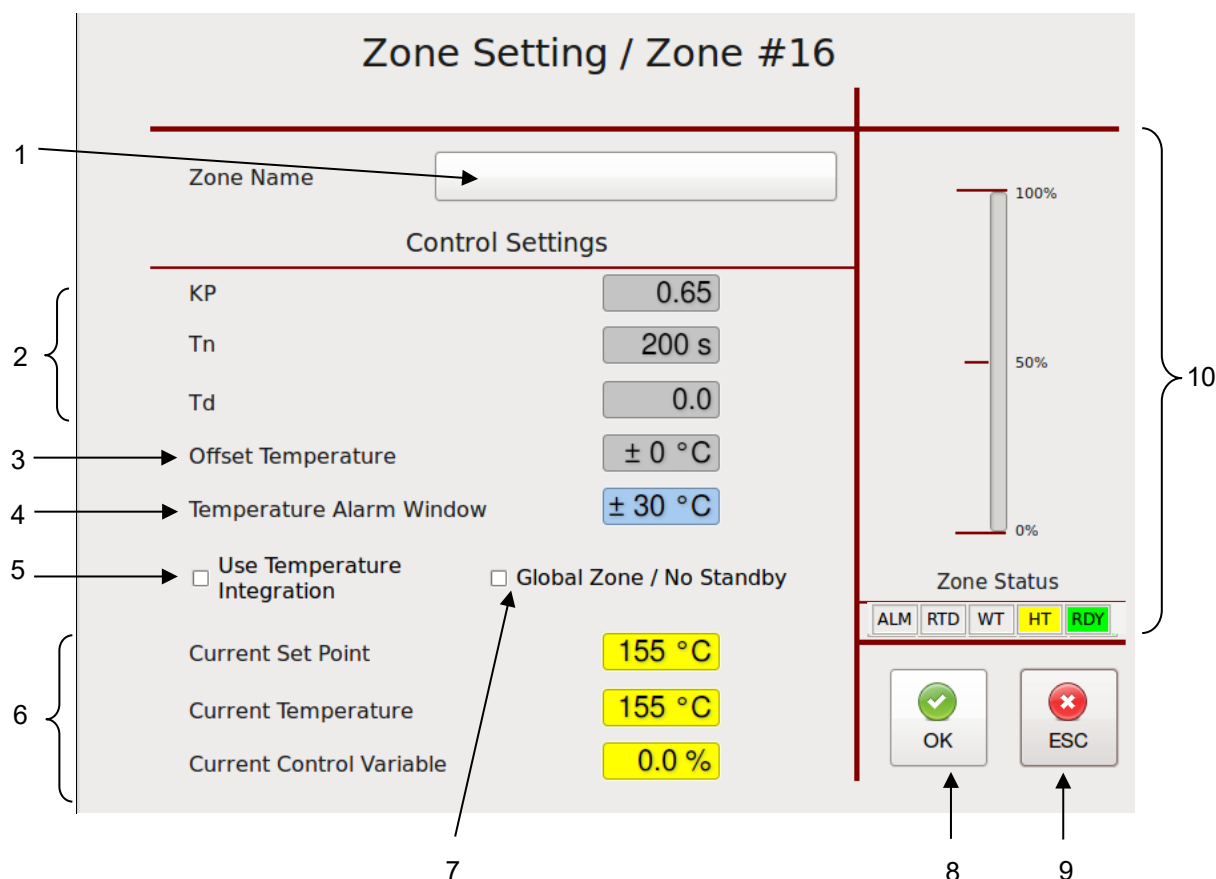 Zone Setting / Zone #16
1
Zone Name
100%
Control Settings
KP 0.65
2
Tn 200 s
50%
10
Td 0.0
3
Offset Temperature ± 0 °C
4
Temperature Alarm Window ± 30 °C
0%
5
Use Temperature
Integration
Global Zone / No Standby
Zone Status
ALM RTD WT HT RDY
6
Current Set Point 155 °C
Current Temperature 155 °C
Current Control Variable 0.0 %
OK ESC
7 8 9